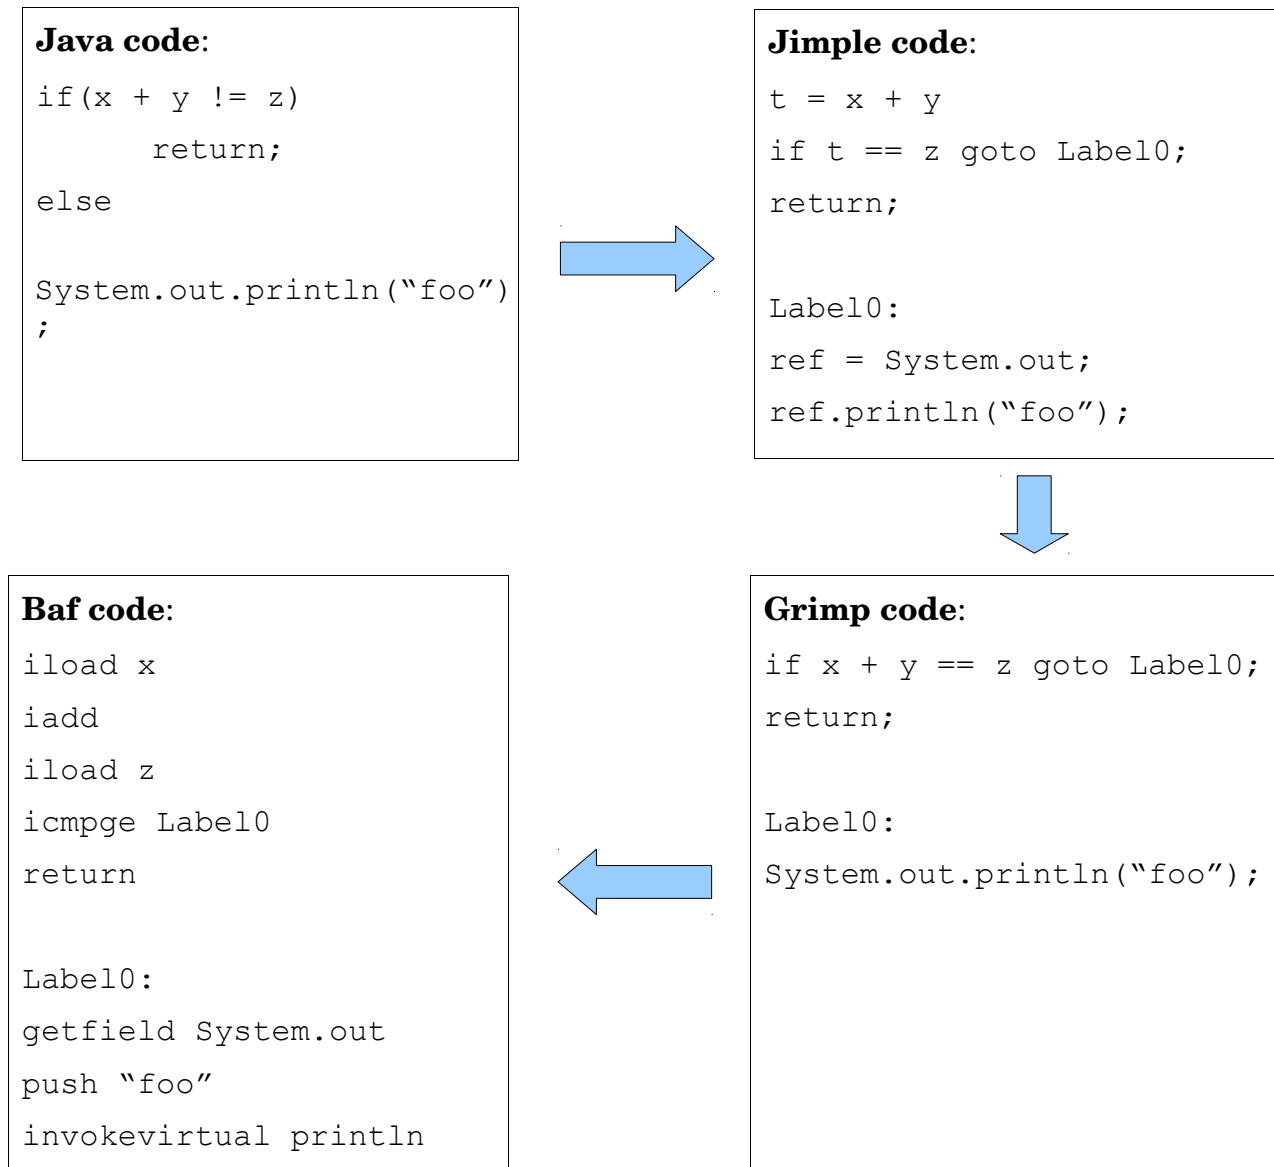 Java code:
if(x + y != z)
return;
else
System.out.println(“foo”)
;
Jimple code:
t = x + y
if t == z goto Label0;
return;
Label0:
ref = System.out;
ref.println(“foo”);
Grimp code:
if x + y == z goto Label0;
return;
Label0:
System.out.println(“foo”);
Baf code:
iload x
iadd
iload z
icmpge Label0
return
Label0:
getfield System.out
push “foo”
invokevirtual println